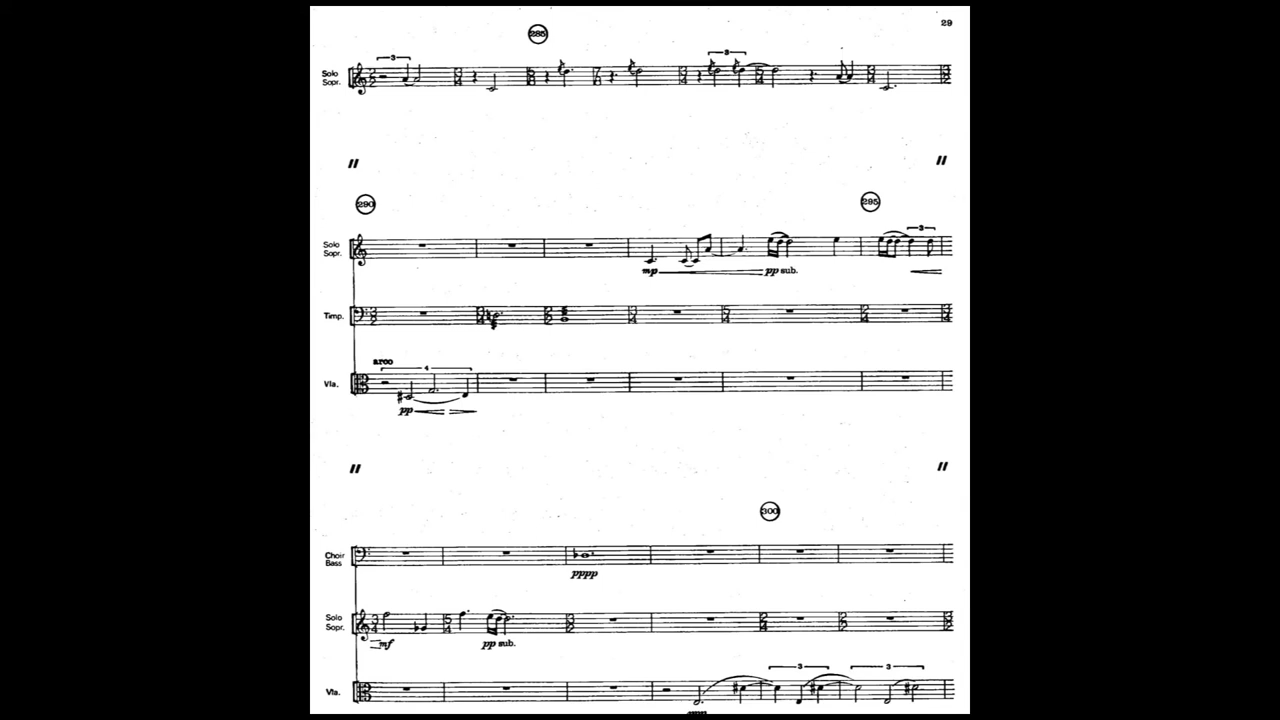 29
285
3 3
Solo
Sopr.
290 295
3
Solo
Sopr.
mp pp sub.
Timp.
arco
4
Vla.
pp
300
Choir
Bass
pppp
Solo
Sopr.
mf pp sub.
3 3
Vla.